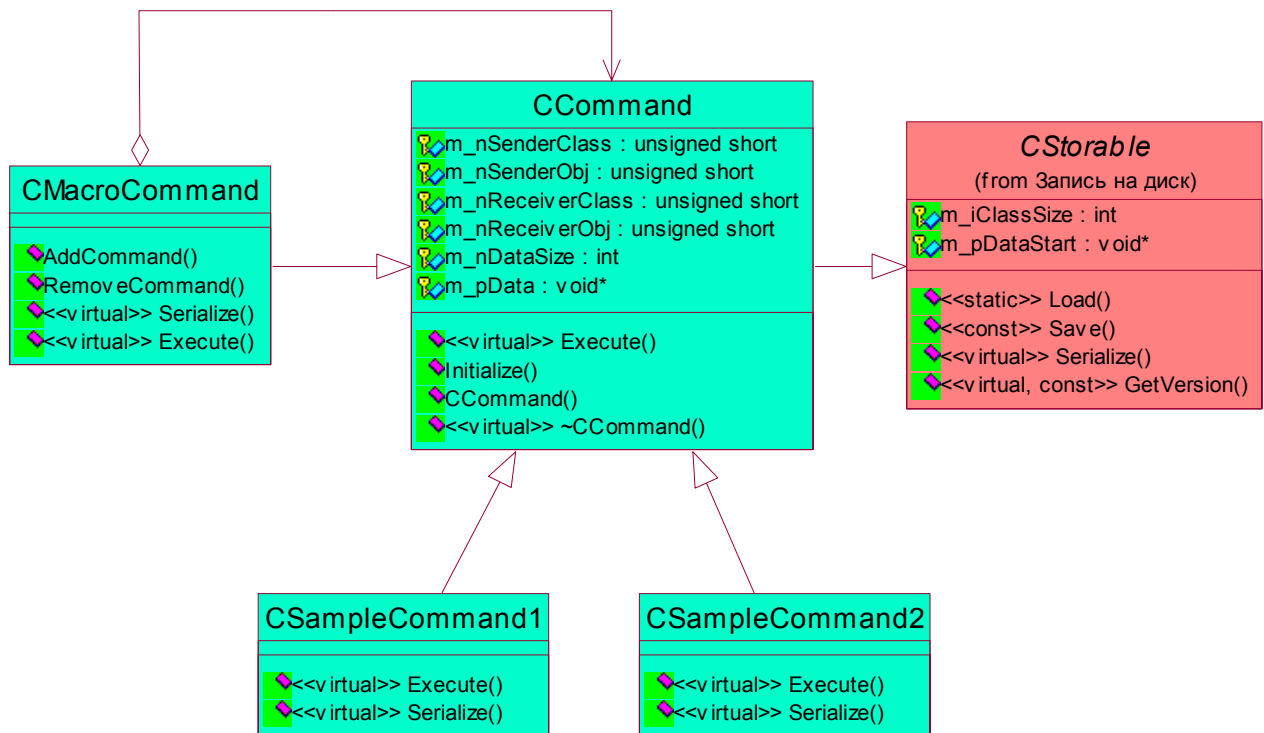 CCommand
m_nSenderClass : unsigned short
m_nSenderObj : unsigned short
m_nReceiverClass : unsigned short
m_nReceiverObj : unsigned short
m_nDataSize : int
m_pData : void*
<<virtual>> Execute()
Initialize()
CCommand()
<<virtual>> ~CCommand()
CMacroCommand
AddCommand()
RemoveCommand()
<<virtual>> Serialize()
<<virtual>> Execute()
CStorable
(from Запись на диск)
m_iClassSize : int
m_pDataStart : void*
<<static>> Load()
<<const>> Save()
<<virtual>> Serialize()
<<virtual, const>> GetVersion()
CSampleCommand1
<<virtual>> Execute()
<<virtual>> Serialize()
CSampleCommand2
<<virtual>> Execute()
<<virtual>> Serialize()